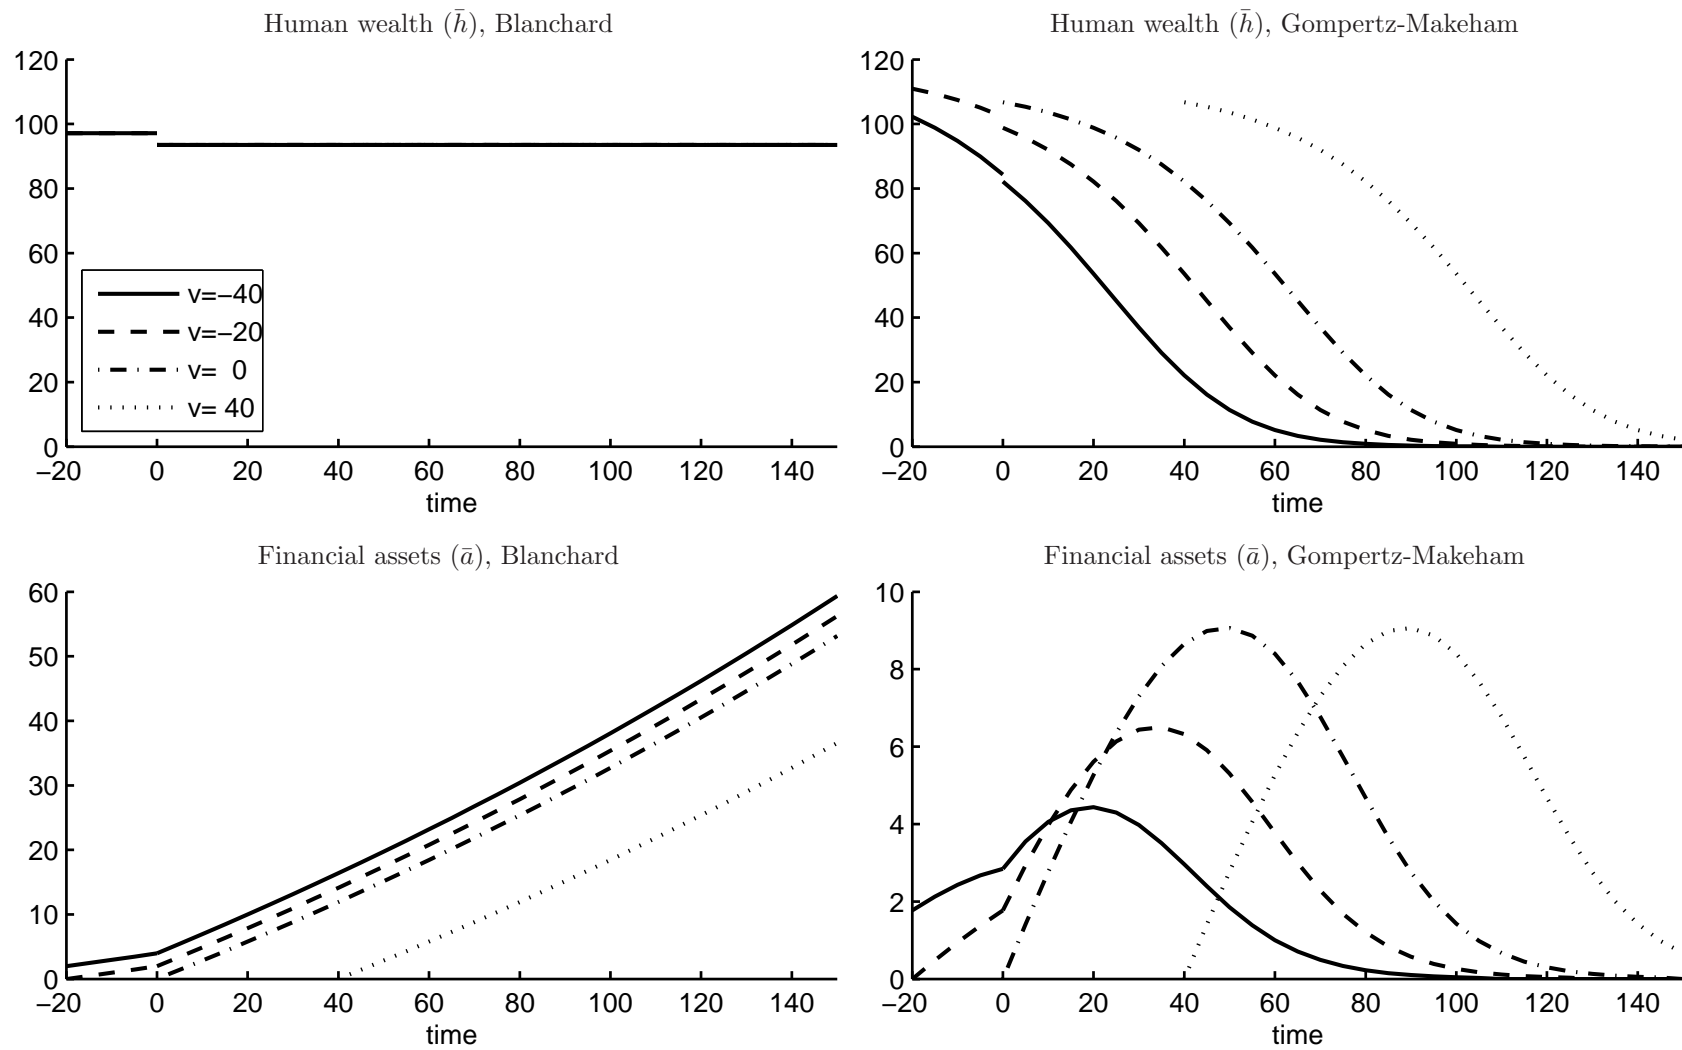 Human wealth (h̄), Blanchard
120
100
80
60
40
20
0
v=−40
v=−20
v= 0
v= 40
−20 0 20 40 60 80 100 120 140
time
Human wealth (h̄), Gompertz-Makeham
120
100
80
60
40
20
0
−20 0 20 40 60 80 100 120 140
time
Financial assets (ā), Blanchard
60
50
40
30
20
10
0
−20 0 20 40 60 80 100 120 140
time
Financial assets (ā), Gompertz-Makeham
10
8
6
4
2
0
−20 0 20 40 60 80 100 120 140
time